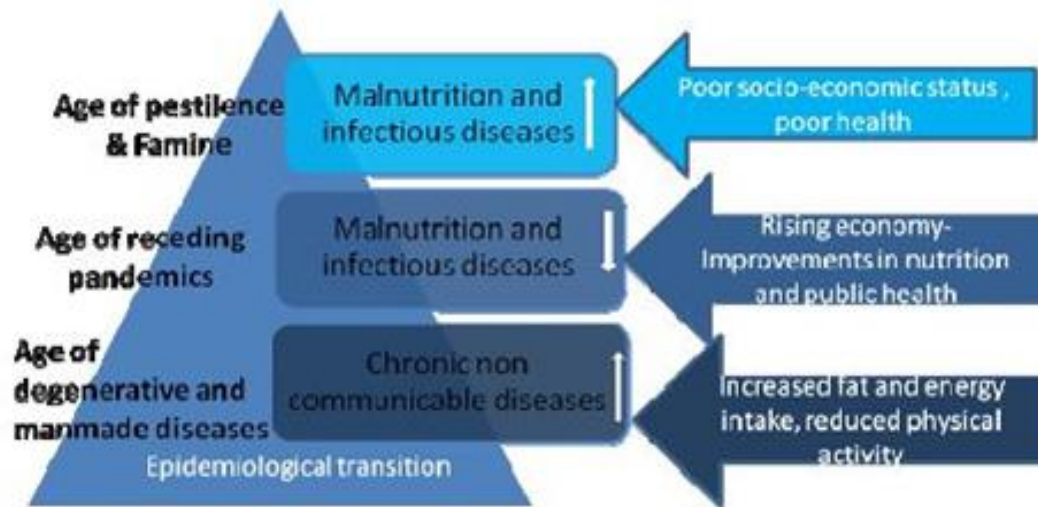 Age of pestilence
& Famine
Malnutrition and
infectious diseases
Poor socio-economic status ,
poor health
Age of receding
pandemics
Malnutrition and
infectious diseases
Rising economy-
Improvements in nutrition
and public health
Age of
degenerative and
manmade diseases
Chronic non
communicable diseases
Increased fat and energy
intake, reduced physical
activity
Epidemiological transition